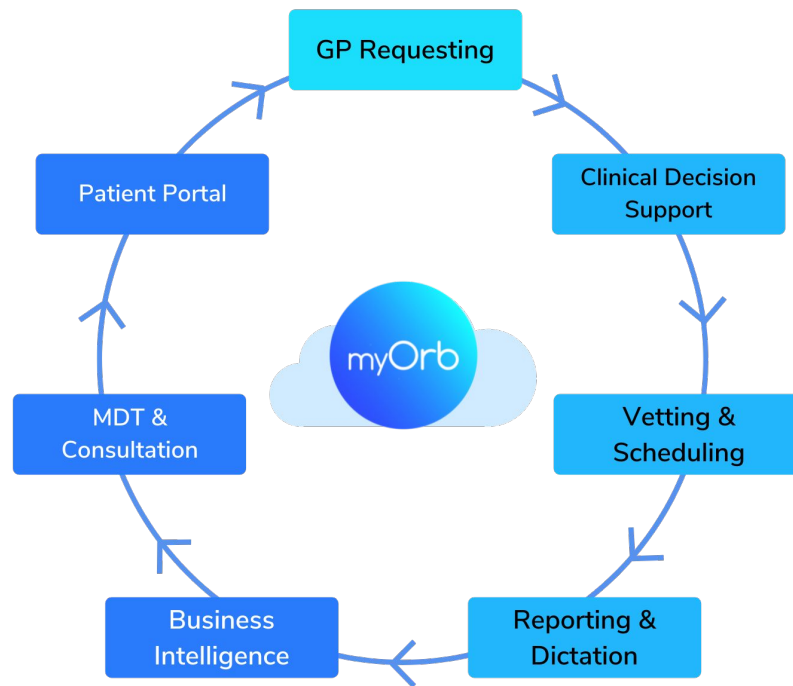 GP Requesting
Clinical Decision
Support
Vetting &
Scheduling
Reporting &
Dictation
Business
Intelligence
MDT &
Consultation
Patient Portal
myOrb